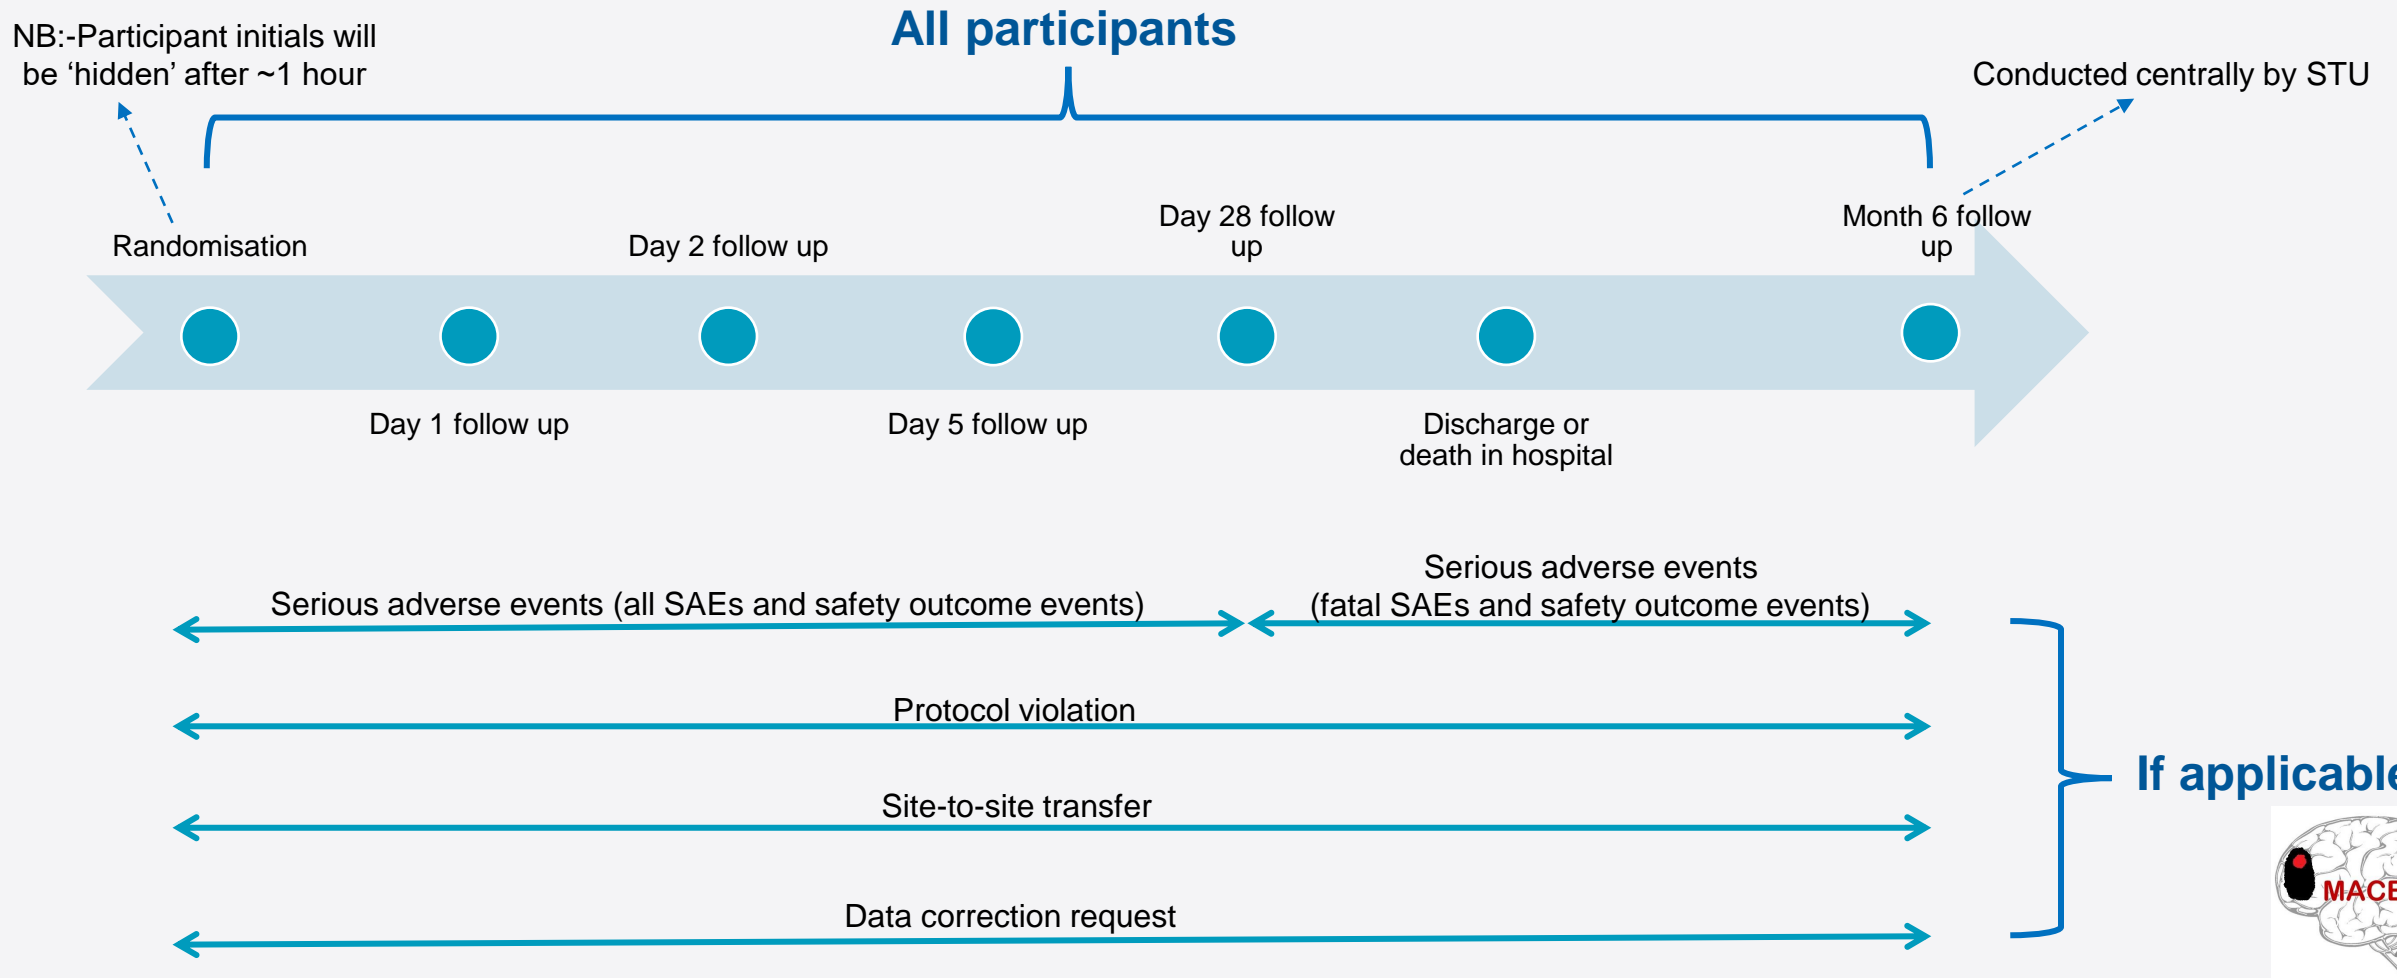 All participants
NB:-Participant initials will
be ‘hidden’ after ~1 hour
Conducted centrally by STU
Randomisation
Day 2 follow up
Day 28 follow
up
Month 6 follow
up
Day 1 follow up
Day 5 follow up
Discharge or
death in hospital
Serious adverse events (all SAEs and safety outcome events)
Serious adverse events
(fatal SAEs and safety outcome events)
Protocol violation
Site-to-site transfer
Data correction request
If applicable
MACE